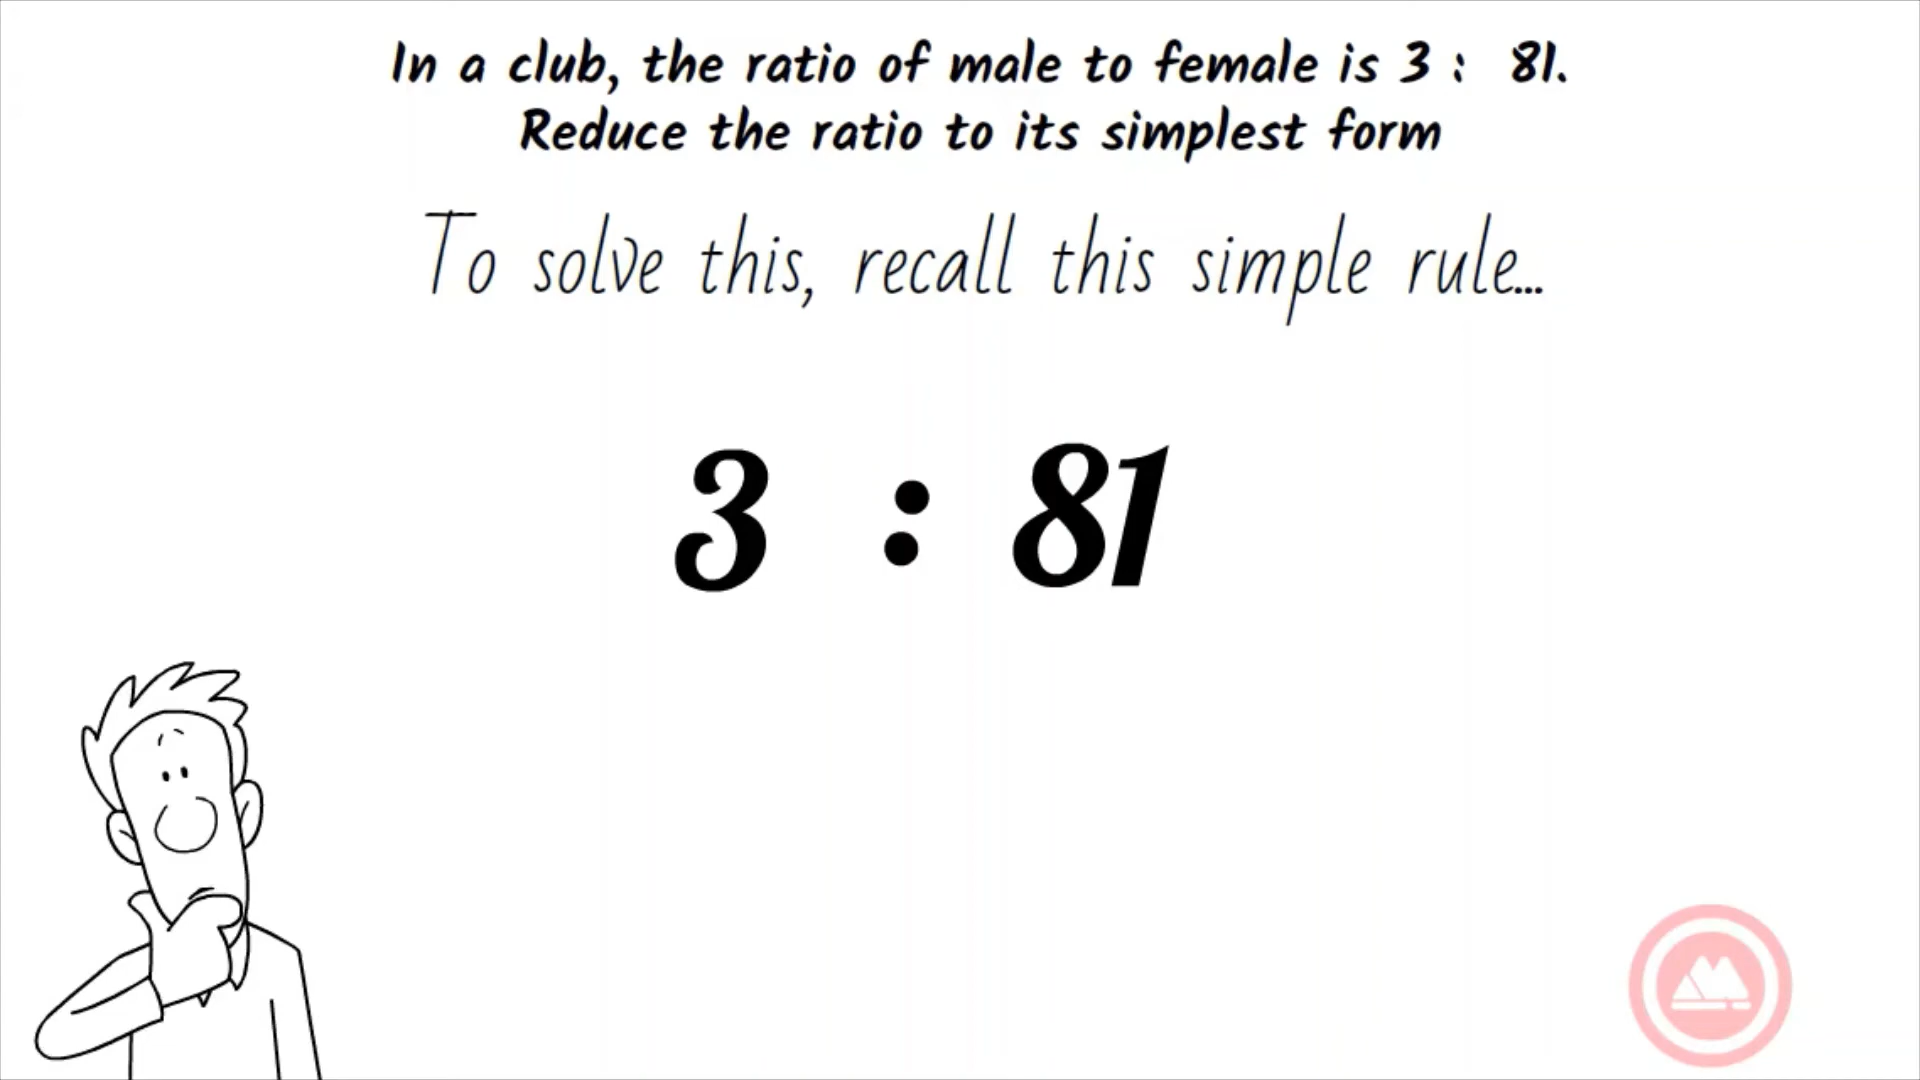 In a club, the ratio of male to female is 3 : 81.
Reduce the ratio to its simplest form
To solve this, recall this simple rule...
3 : 81